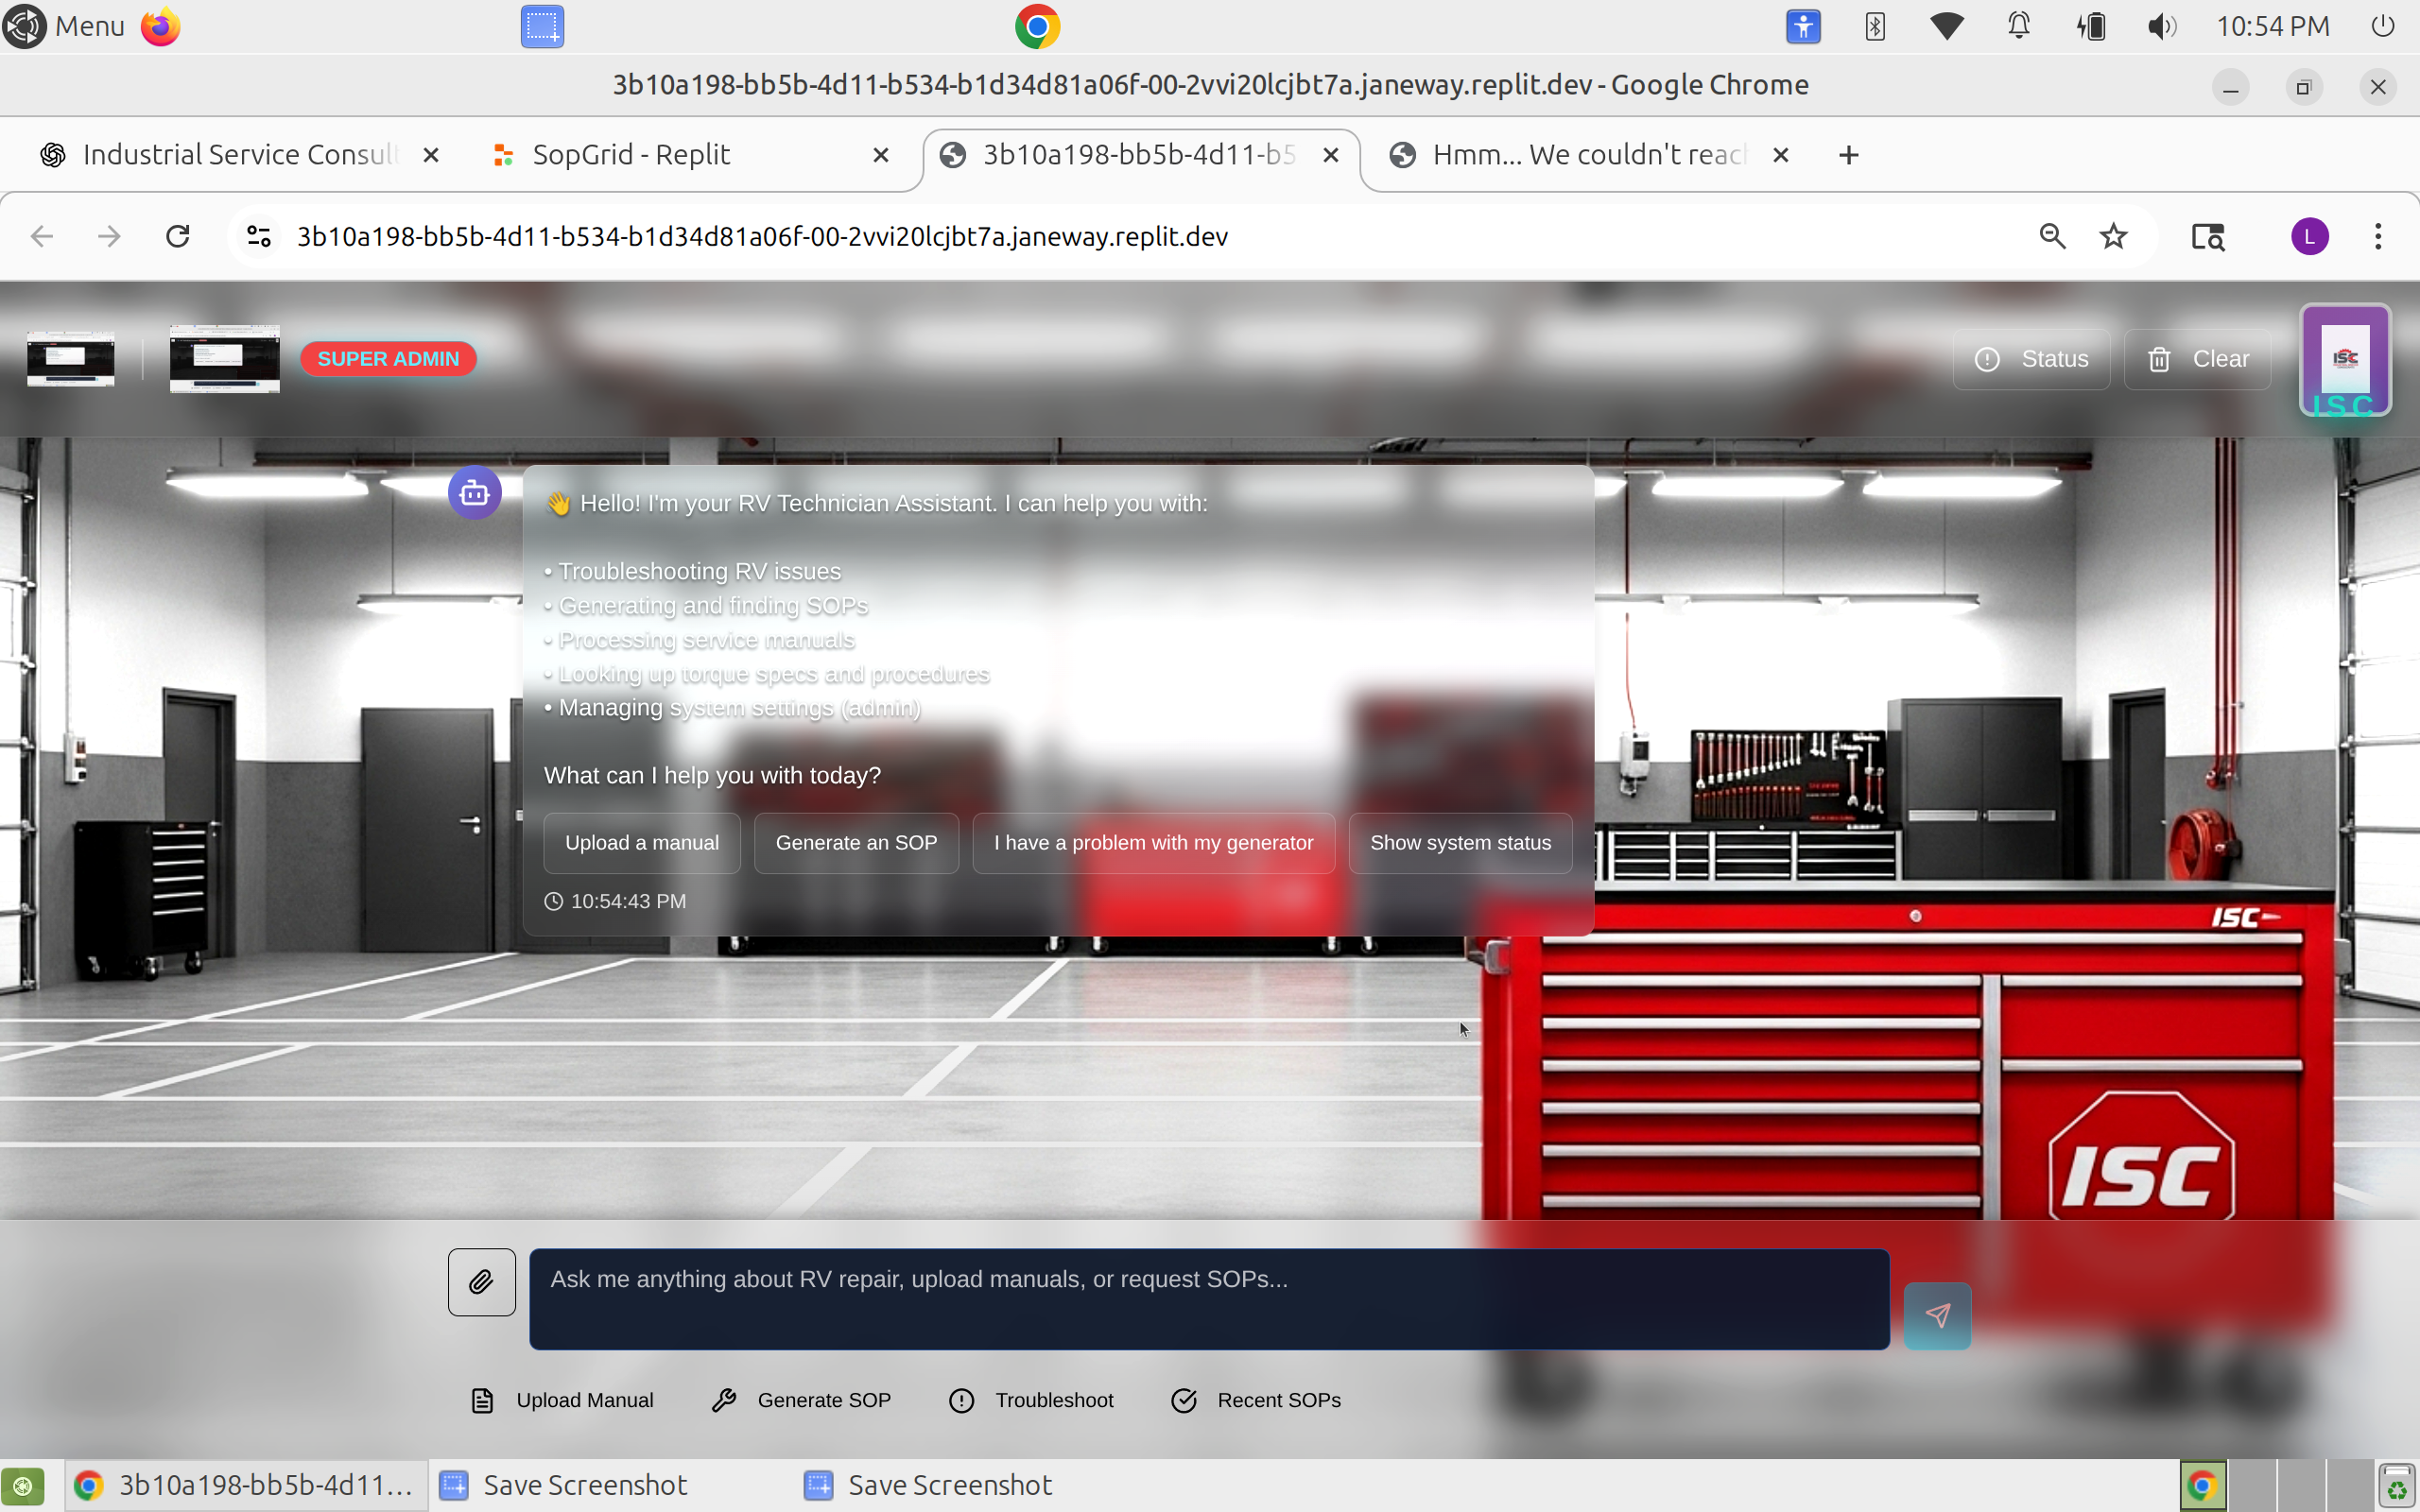 Menu
10:54 PM
3b10a198-bb5b-4d11-b534-b1d34d81a06f-00-2vvi20lcjbt7a.janeway.replit.dev - Google Chrome
Industrial Service Consult
SopGrid - Replit
3b10a198-bb5b-4d11-b5
Hmm... We couldn't reac
3b10a198-bb5b-4d11-b534-b1d34d81a06f-00-2vvi20lcjbt7a.janeway.replit.dev
L
SUPER ADMIN
Status
Clear
ISC
ISC
👋 Hello! I'm your RV Technician Assistant. I can help you with:
• Troubleshooting RV issues
• Generating and finding SOPs
• Processing service manuals
• Looking up torque specs and procedures
• Managing system settings (admin)
What can I help you with today?
Upload a manual
Generate an SOP
I have a problem with my generator
Show system status
10:54:43 PM
ISC
ISC
Ask me anything about RV repair, upload manuals, or request SOPs...
Upload Manual
Generate SOP
Troubleshoot
Recent SOPs
3b10a198-bb5b-4d11...
Save Screenshot
Save Screenshot